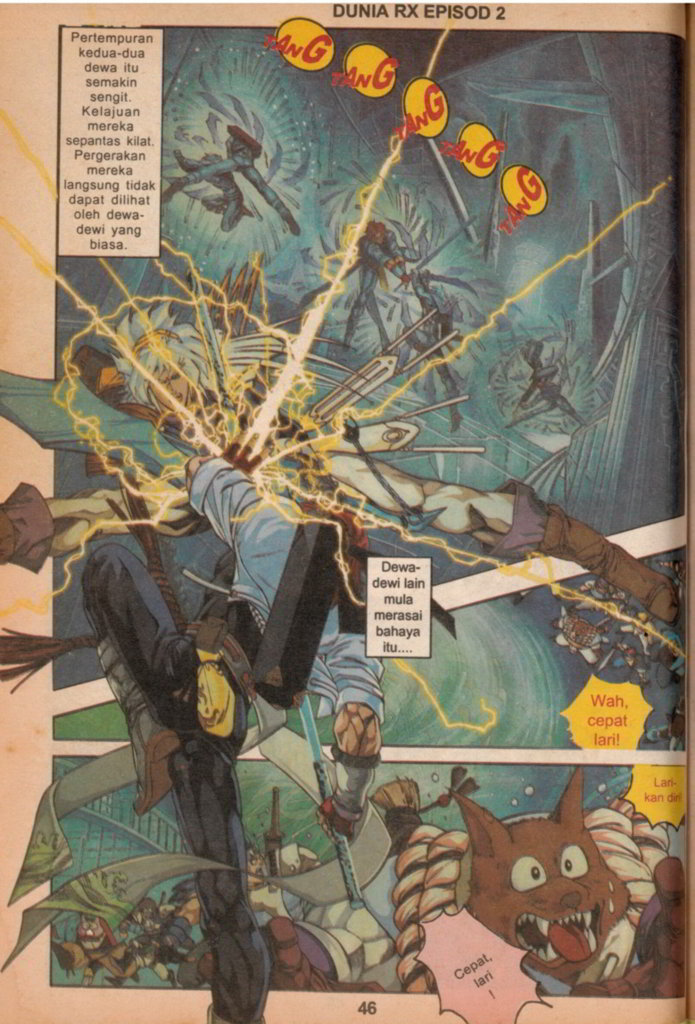 DUNIA RX EPISOD 2
Pertempuran
kedua-dua
dewa itu
semakin
sengit.
Kelajuan
mereka
sepantas kilat.
Pergerakan
mereka
langsung tidak
dapat dilihat
oleh dewa-
dewi yang
biasa.
TANG
TANG
TANG
TANG
TANG
Dewa-
dewi lain
mula
merasai
bahaya
itu....
Wah,
cepat
lari!
Lari-
kan diri!
Cepat,
lari
!
46